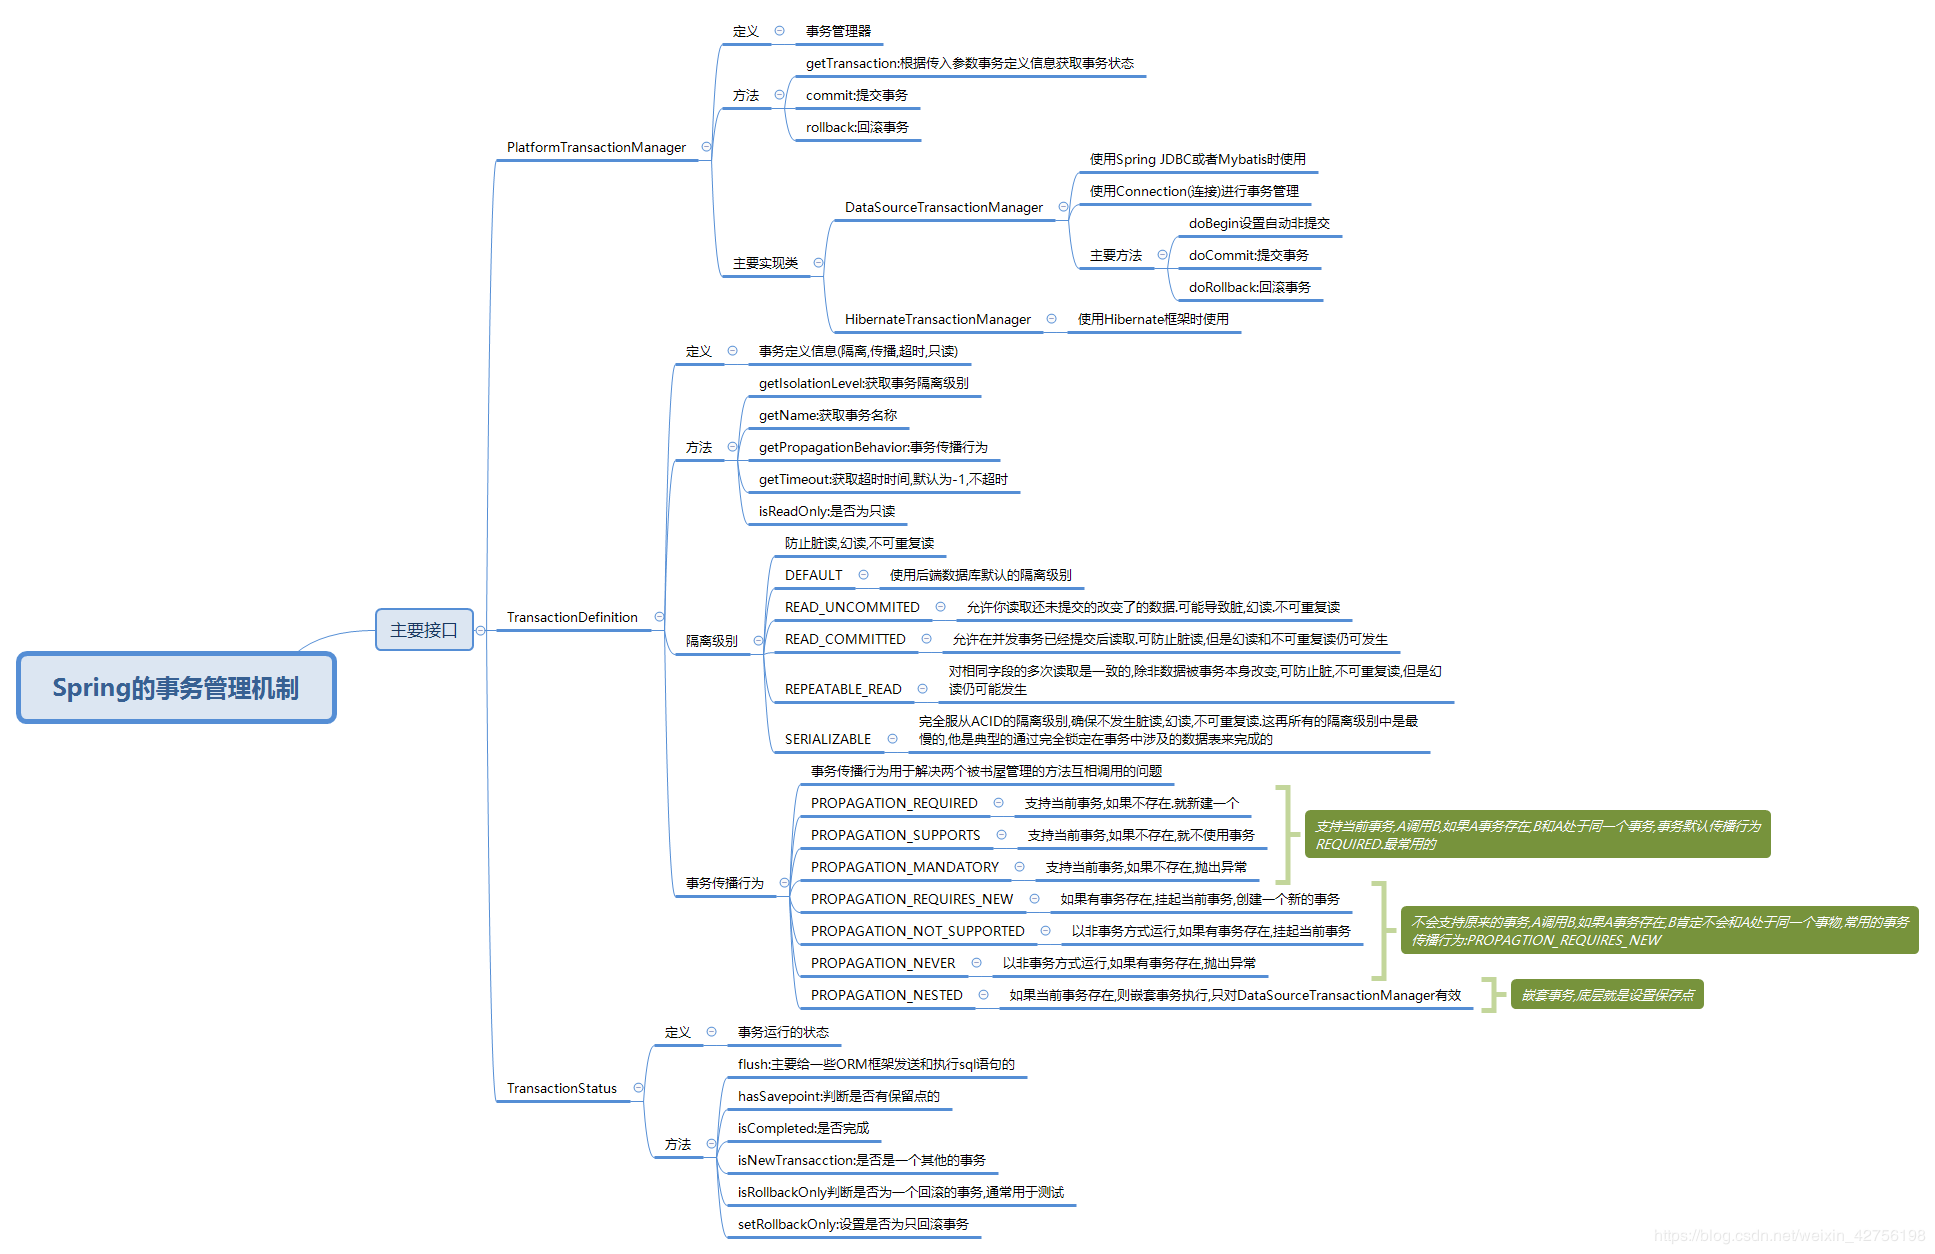 Spring的事务管理机制
主要接口
PlatformTransactionManager
定义
事务管理器
方法
getTransaction:根据传入参数事务定义信息获取事务状态
commit:提交事务
rollback:回滚事务
主要实现类
DataSourceTransactionManager
使用Spring JDBC或者Mybatis时使用
使用Connection(连接)进行事务管理
主要方法
doBegin设置自动非提交
doCommit:提交事务
doRollback:回滚事务
HibernateTransactionManager
使用Hibernate框架时使用
TransactionDefinition
定义
事务定义信息(隔离,传播,超时,只读)
方法
getIsolationLevel:获取事务隔离级别
getName:获取事务名称
getPropagationBehavior:事务传播行为
getTimeout:获取超时时间,默认为-1,不超时
isReadOnly:是否为只读
隔离级别
防止脏读,幻读,不可重复读
DEFAULT
使用后端数据库默认的隔离级别
READ_UNCOMMITED
允许你读取还未提交的改变了的数据.可能导致脏,幻读.不可重复读
READ_COMMITTED
允许在并发事务已经提交后读取.可防止脏读,但是幻读和不可重复读仍可发生
REPEATABLE_READ
对相同字段的多次读取是一致的,除非数据被事务本身改变,可防止脏,不可重复读,但是幻
读仍可能发生
SERIALIZABLE
完全服从ACID的隔离级别,确保不发生脏读,幻读,不可重复读.这再所有的隔离级别中是最
慢的,他是典型的通过完全锁定在事务中涉及的数据表来完成的
事务传播行为
事务传播行为用于解决两个被书屋管理的方法互相调用的问题
PROPAGATION_REQUIRED
支持当前事务,如果不存在.就新建一个
PROPAGATION_SUPPORTS
支持当前事务,如果不存在,就不使用事务
PROPAGATION_MANDATORY
支持当前事务,如果不存在,抛出异常
支持当前事务,A调用B,如果A事务存在,B和A处于同一个事务,事务默认传播行为
REQUIRED.最常用的
PROPAGATION_REQUIRES_NEW
如果有事务存在,挂起当前事务,创建一个新的事务
PROPAGATION_NOT_SUPPORTED
以非事务方式运行,如果有事务存在,挂起当前事务
PROPAGATION_NEVER
以非事务方式运行,如果有事务存在,抛出异常
不会支持原来的事务,A调用B,如果A事务存在,B肯定不会和A处于同一个事物,常用的事务
传播行为:PROPAGTION_REQUIRES_NEW
PROPAGATION_NESTED
如果当前事务存在,则嵌套事务执行,只对DataSourceTransactionManager有效
嵌套事务,底层就是设置保存点
TransactionStatus
定义
事务运行的状态
方法
flush:主要给一些ORM框架发送和执行sql语句的
hasSavepoint:判断是否有保留点的
isCompleted:是否完成
isNewTransacction:是否是一个其他的事务
isRollbackOnly判断是否为一个回滚的事务,通常用于测试
setRollbackOnly:设置是否为只回滚事务
https://blog.csdn.net/weixin_42756198